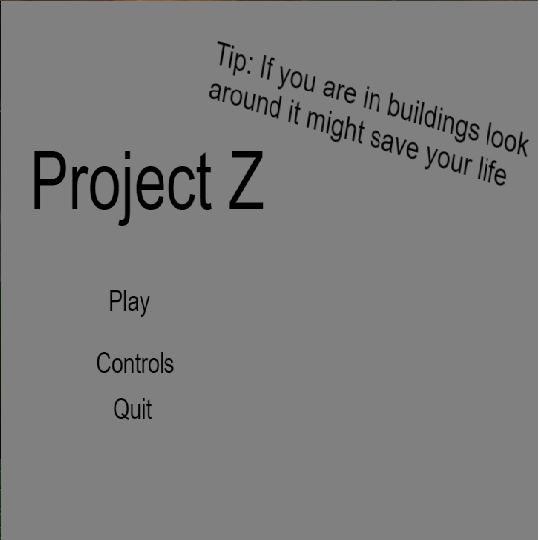 Tip: If you are in buildings look
around it might save your life
Project Z
Play
Controls
Quit